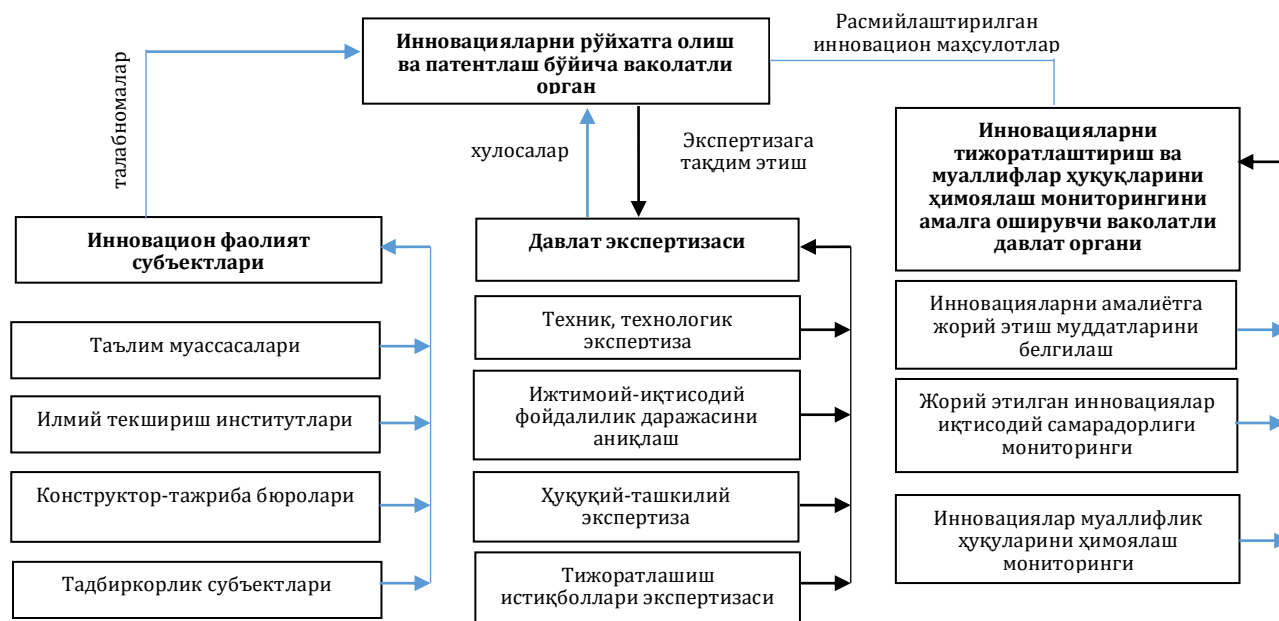 Инновацияларни рўйхатга олиш
ва патентлаш бўйича ваколатли
орган
Расмийлаштирилган
инновацион маҳсулотлар
талабномалар
хулосалар
Экспертизага
тақдим этиш
Инновацион фаолият
субъектлари
Таълим муассасалари
Илмий текшириш институтлари
Конструктор-тажриба бюролари
Тадбиркорлик субъектлари
Давлат экспертизаси
Техник, технологик
экспертиза
Ижтимоий-иқтисодий
фойдалилик даражасини
аниқлаш
Ҳуқуқий-ташкилий
экспертиза
Тижоратлашиш
истиқболлари экспертизаси
Инновацияларни
тижоратлаштириш ва
муаллифлар ҳуқуқларини
ҳимоялаш мониторингини
амалга оширувчи ваколатли
давлат органи
Инновацияларни амалиётга
жорий этиш муддатларини
белгилаш
Жорий этилган инновациялар
иқтисодий самарадорлиги
мониторинги
Инновациялар муаллифлик
ҳуқуларини ҳимоялаш
мониторинги